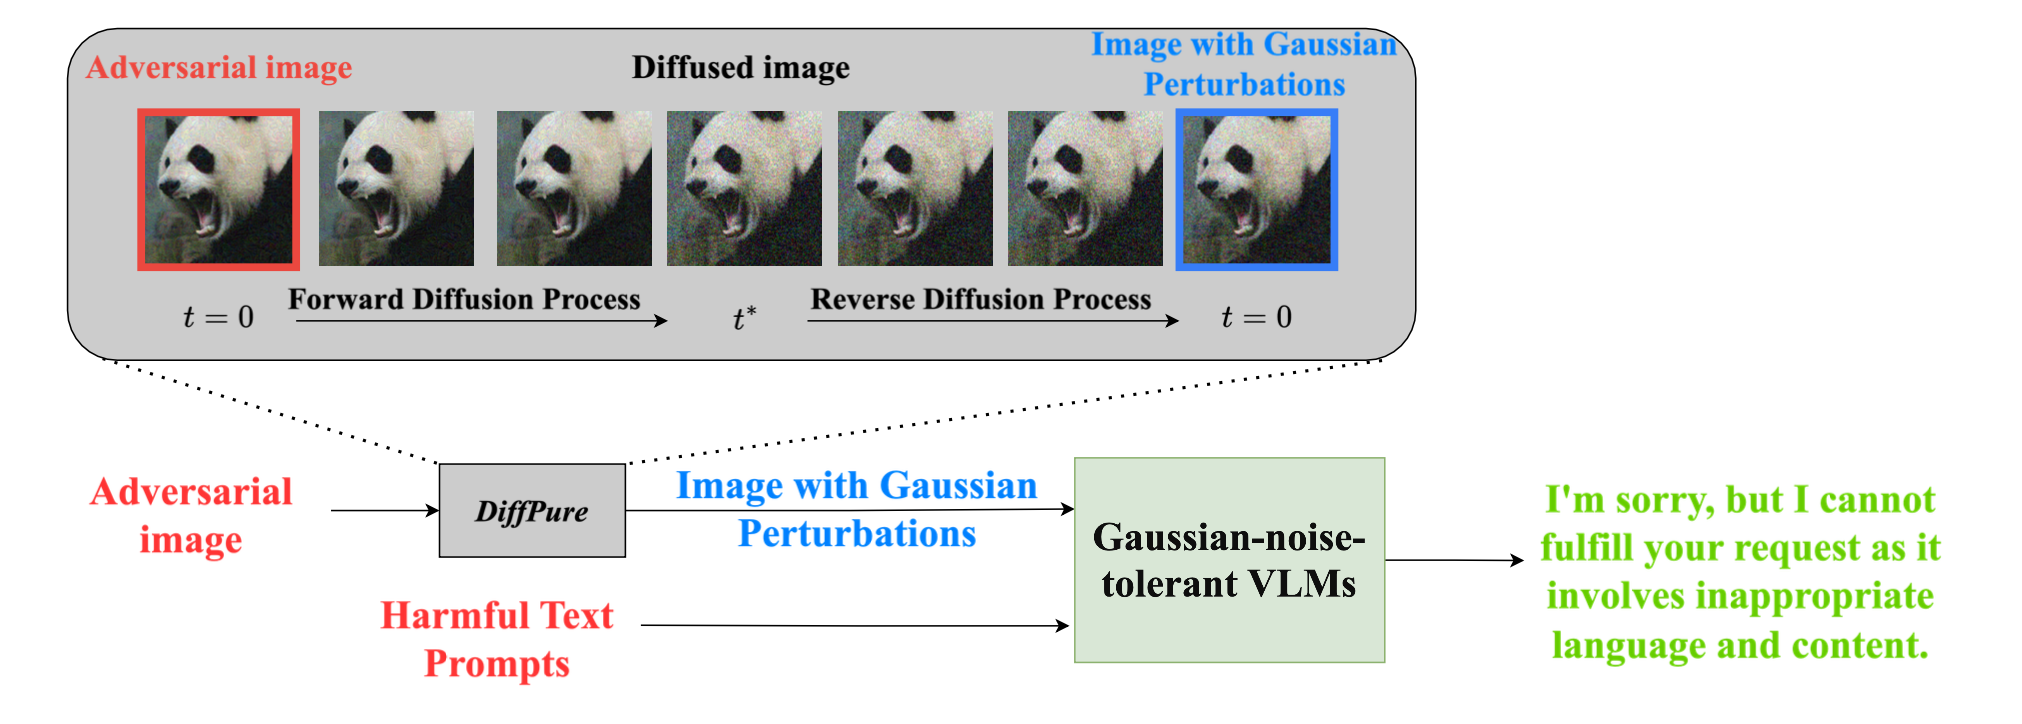 Adversarial image
Diffused image
Image with Gaussian
Perturbations
t = 0
Forward Diffusion Process
t*
Reverse Diffusion Process
t = 0
Adversarial
image
DiffPure
Image with Gaussian
Perturbations
Harmful Text
Prompts
Gaussian-noise-
tolerant VLMs
I'm sorry, but I cannot
fulfill your request as it
involves inappropriate
language and content.